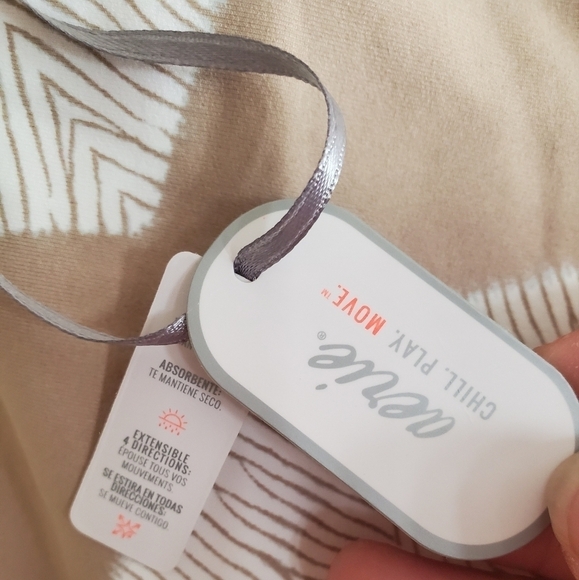 aerie®
CHILL. PLAY. MOVE.™
ABSORBENTE:
TE MANTIENE SECO.
EXTENSIBLE
4 DIRECTIONS:
ÉPOUSE TOUS VOS
MOUVEMENTS.
SE ESTIRA EN TODAS
DIRECCIONES:
SE MUEVE CONTIGO.